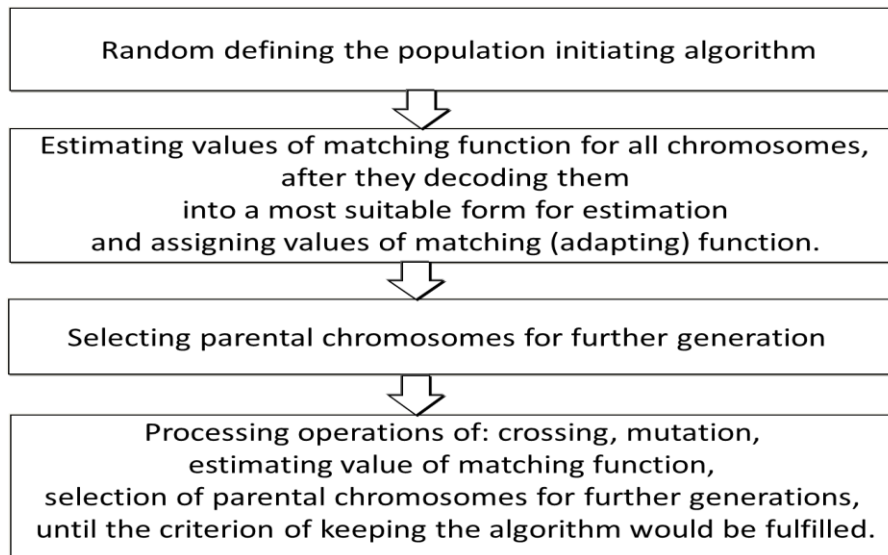 Random defining the population initiating algorithm
Estimating values of matching function for all chromosomes,
after they decoding them
into a most suitable form for estimation
and assigning values of matching (adapting) function.
Selecting parental chromosomes for further generation
Processing operations of: crossing, mutation,
estimating value of matching function,
selection of parental chromosomes for further generations,
until the criterion of keeping the algorithm would be fulfilled.